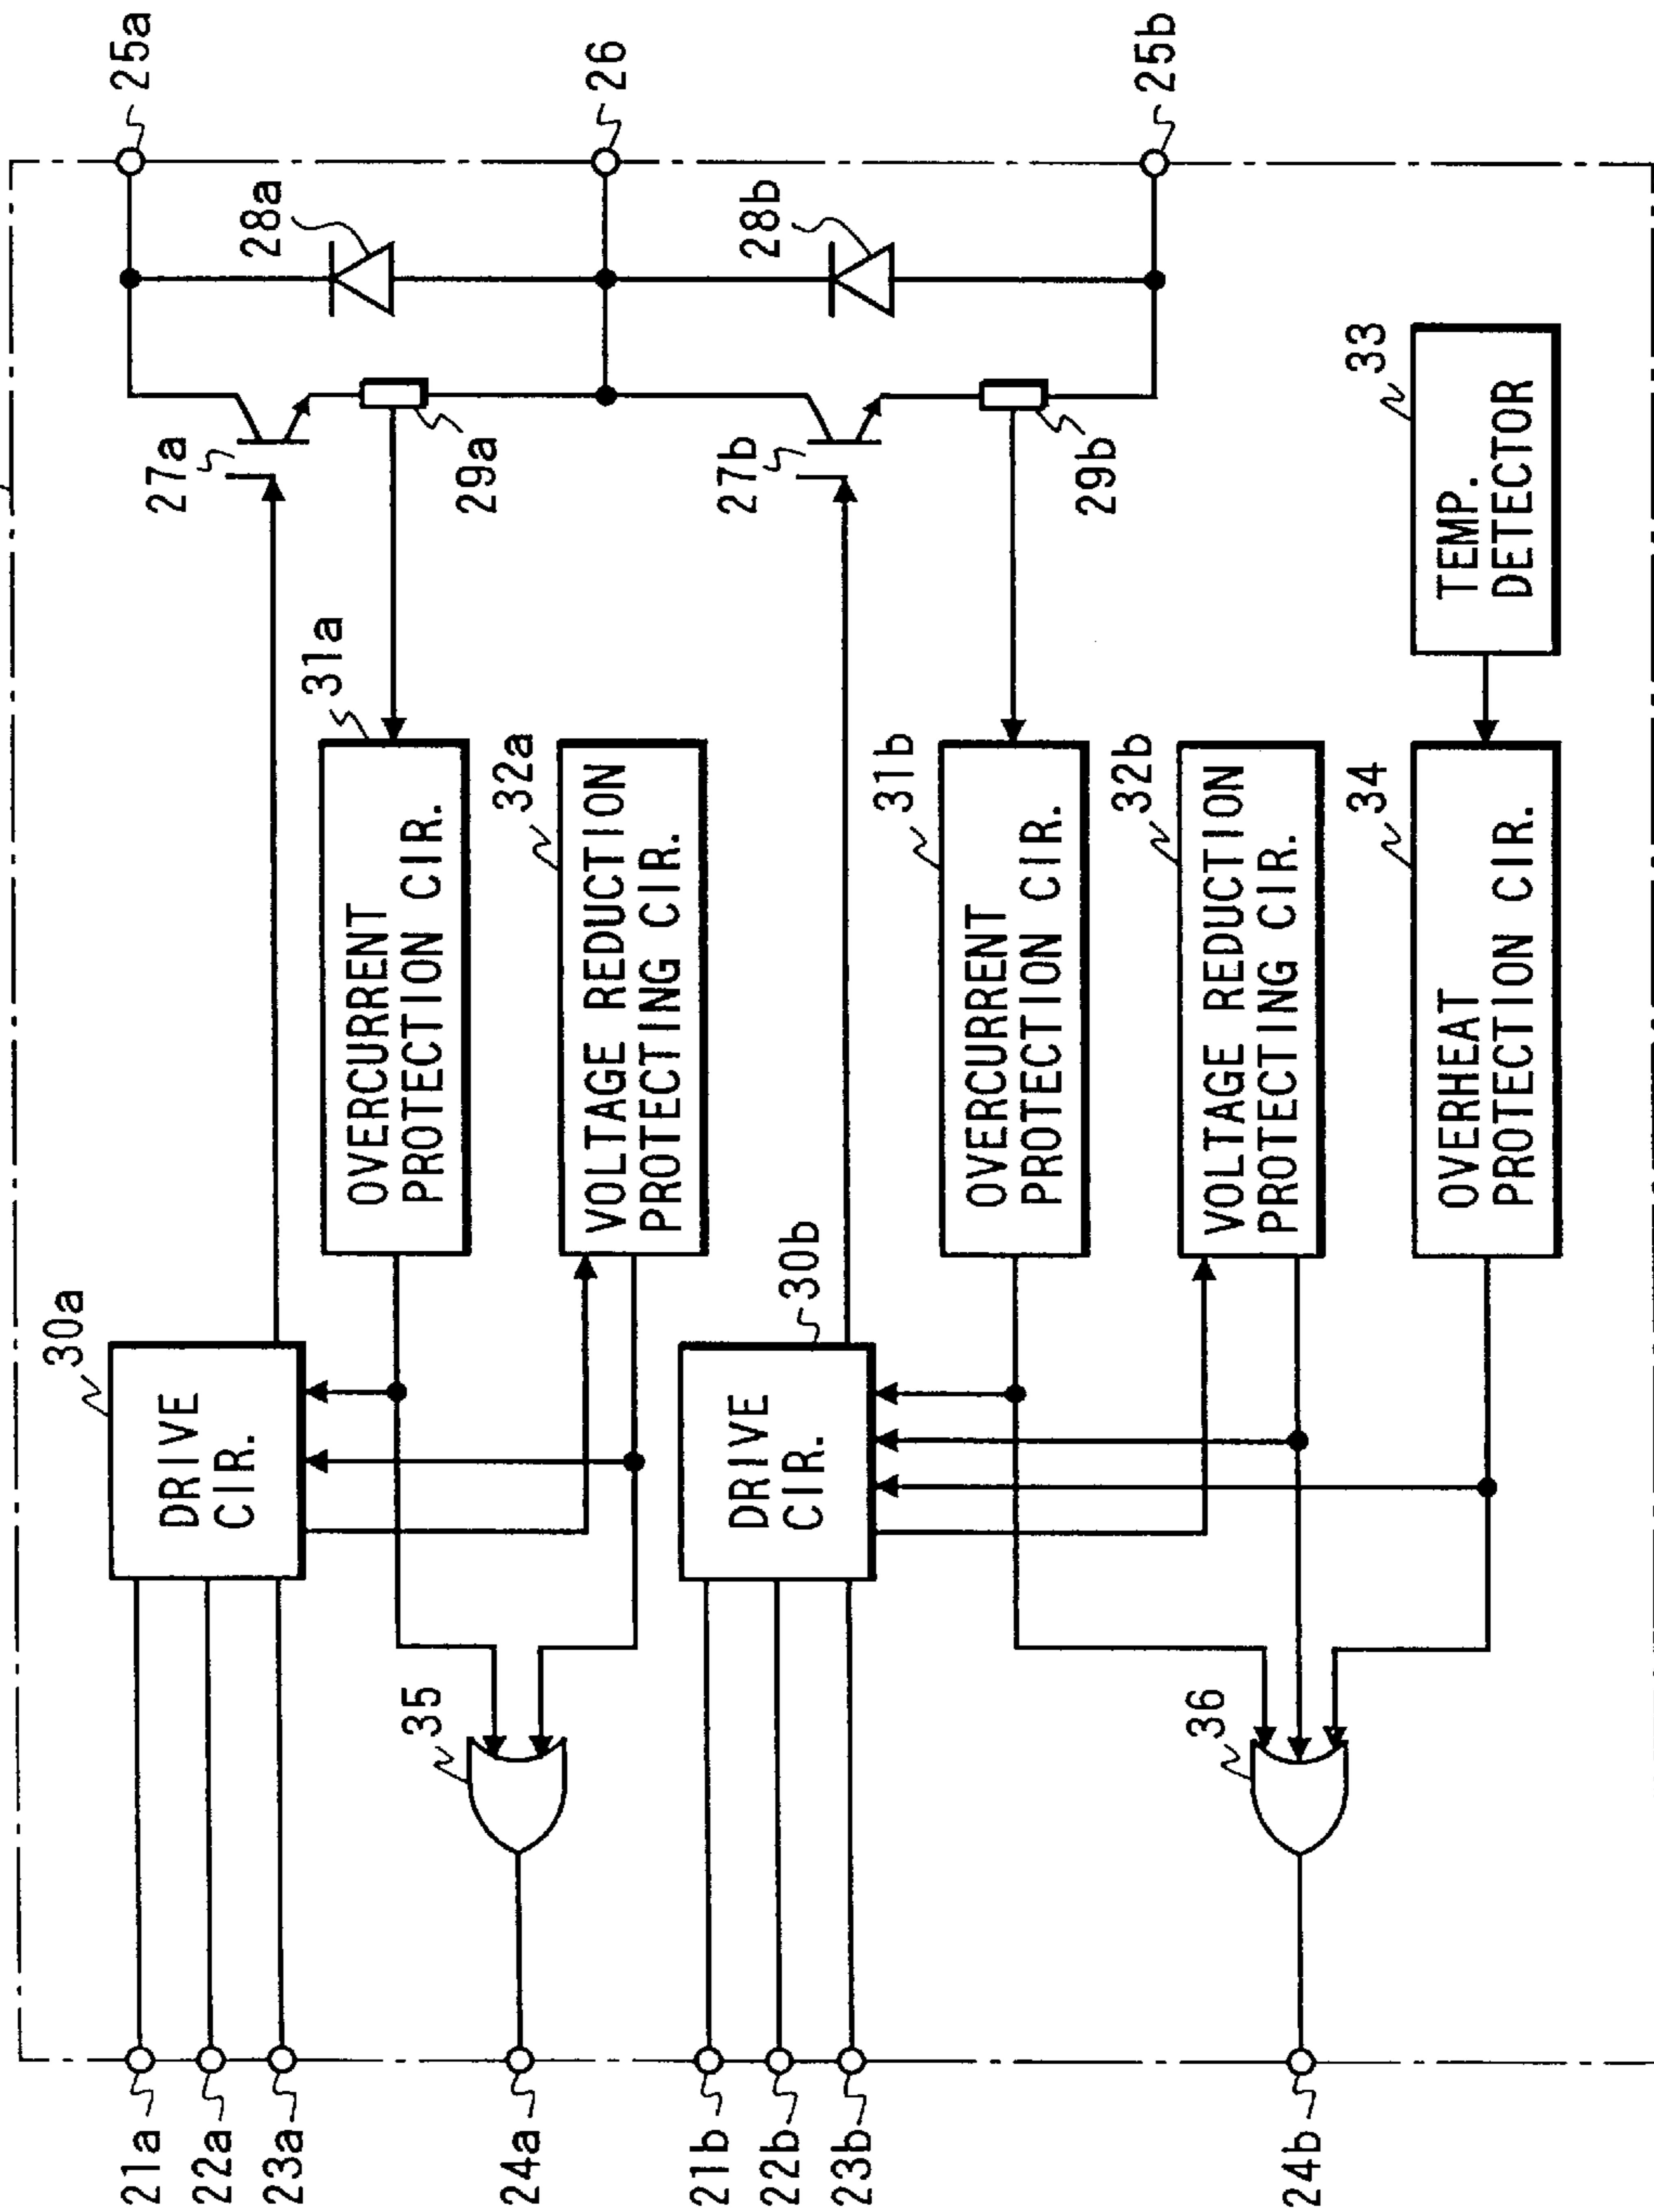 25a
26
25b
28a
28b
27a
29a
27b
29b
33
TEMP.
DETECTOR
31a
OVERCURRENT
PROTECTION CIR.
32a
VOLTAGE REDUCTION
PROTECTING CIR.
31b
OVERCURRENT
PROTECTION CIR.
32b
VOLTAGE REDUCTION
PROTECTING CIR.
34
OVERHEAT
PROTECTION CIR.
30a
DRIVE
CIR.
30b
DRIVE
CIR.
35
36
21a
22a
23a
24a
21b
22b
23b
24b